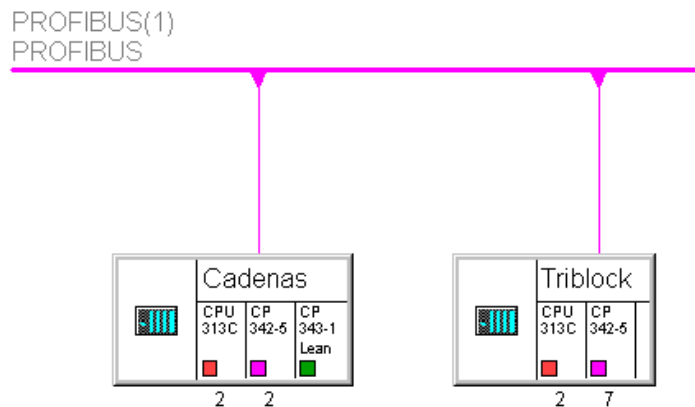 PROFIBUS(1)
PROFIBUS
Cadenas
CPU 313C
CP 342-5
CP 343-1 Lean
2 2
Triblock
CPU 313C
CP 342-5
2 7